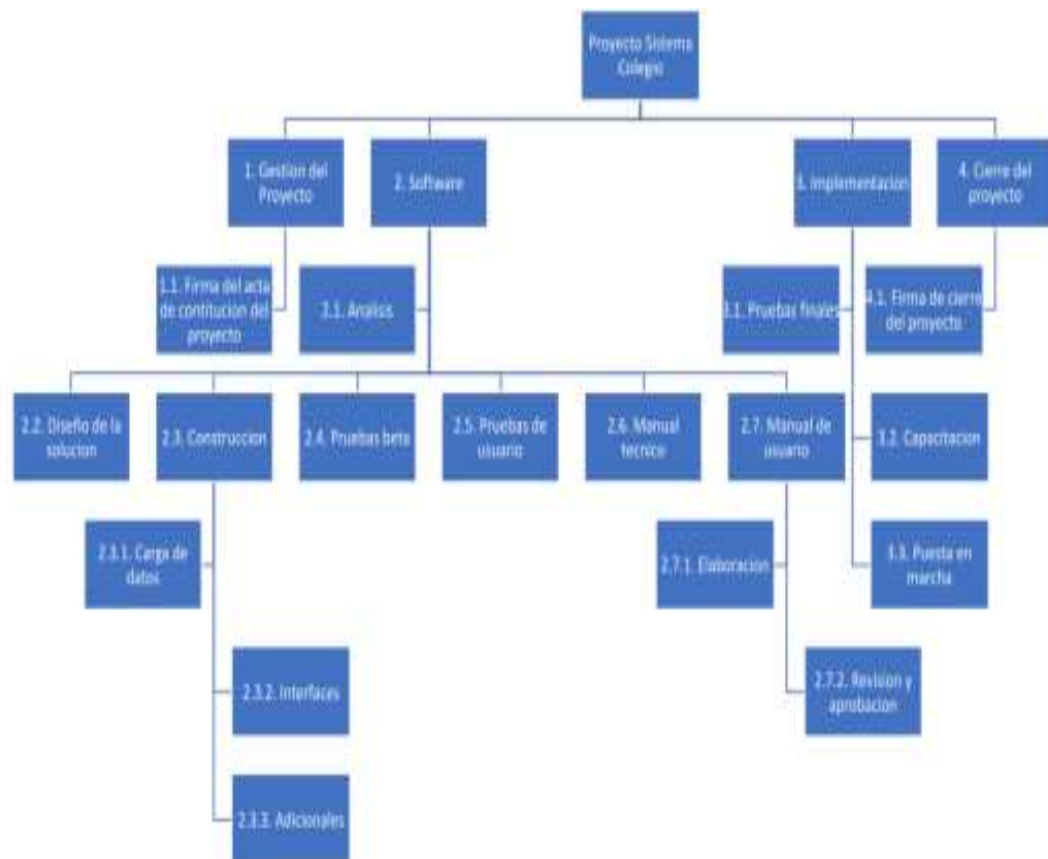 Proyecto Sistema
Colegio
1. Gestion del
Proyecto
2. Software
3. Implementacion
4. Cierre del
proyecto
1.1. Firma del acta
de contitucion del
proyecto
2.1. Analisis
3.1. Pruebas finales
4.1. Firma de cierre
del proyecto
2.2. Diseño de la
solucion
2.3. Construccion
2.4. Pruebas beta
2.5. Pruebas de
usuario
2.6. Manual
tecnico
2.7. Manual de
usuario
3.2. Capacitacion
2.3.1. Carga de
datos
2.7.1. Elaboracion
3.3. Puesta en
marcha
2.3.2. Interfaces
2.7.2. Revision y
aprobacion
2.3.3. Adicionales